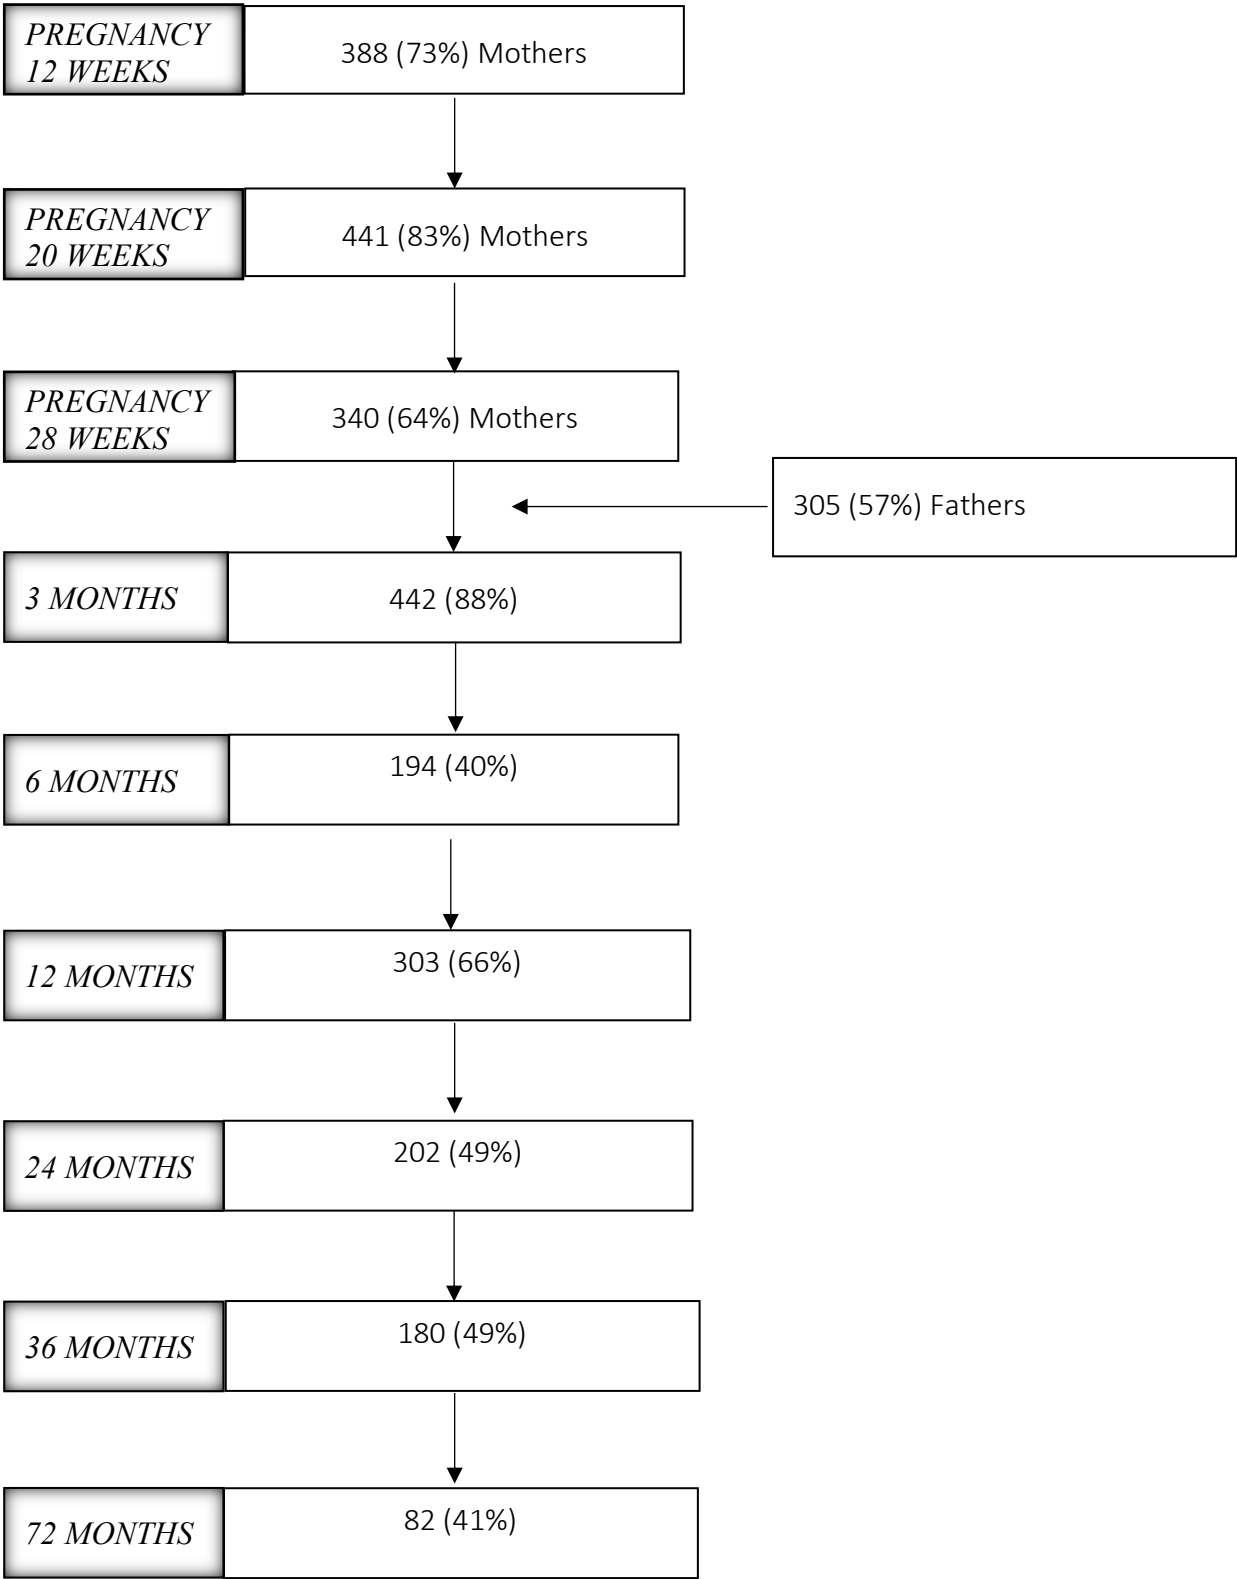 PREGNANCY
12 WEEKS
388 (73%) Mothers
PREGNANCY
20 WEEKS
441 (83%) Mothers
PREGNANCY
28 WEEKS
340 (64%) Mothers
305 (57%) Fathers
3 MONTHS
442 (88%)
6 MONTHS
194 (40%)
12 MONTHS
303 (66%)
24 MONTHS
202 (49%)
36 MONTHS
180 (49%)
72 MONTHS
82 (41%)